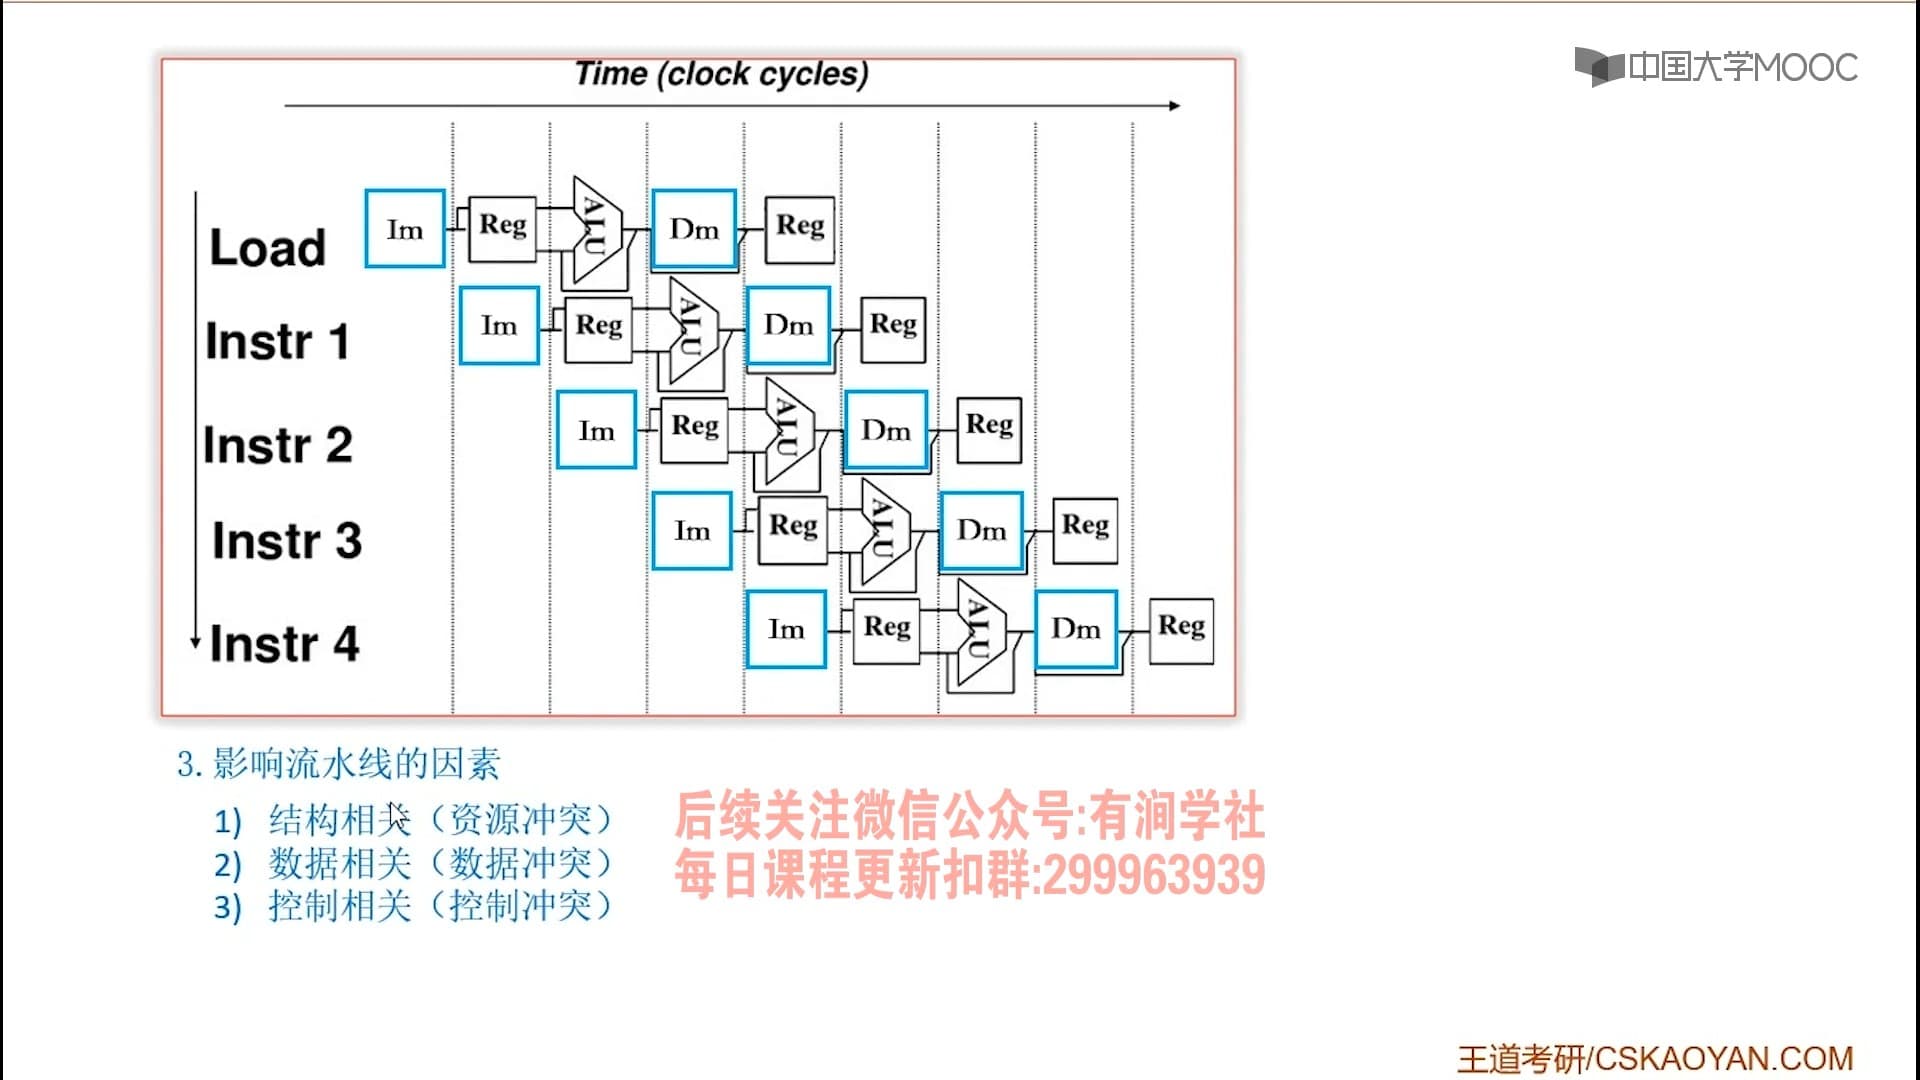 Time (clock cycles)
中国大学MOOC
Load Im Reg ALU Dm Reg
Instr 1 Im Reg ALU Dm Reg
Instr 2 Im Reg ALU Dm Reg
Instr 3 Im Reg ALU Dm Reg
Instr 4 Im Reg ALU Dm Reg
3. 影响流水线的因素
1) 结构相关（资源冲突）
2) 数据相关（数据冲突）
3) 控制相关（控制冲突）
后续关注微信公众号:有润学社
每日课程更新扣群:299963939
王道考研/CSKAOYAN.COM